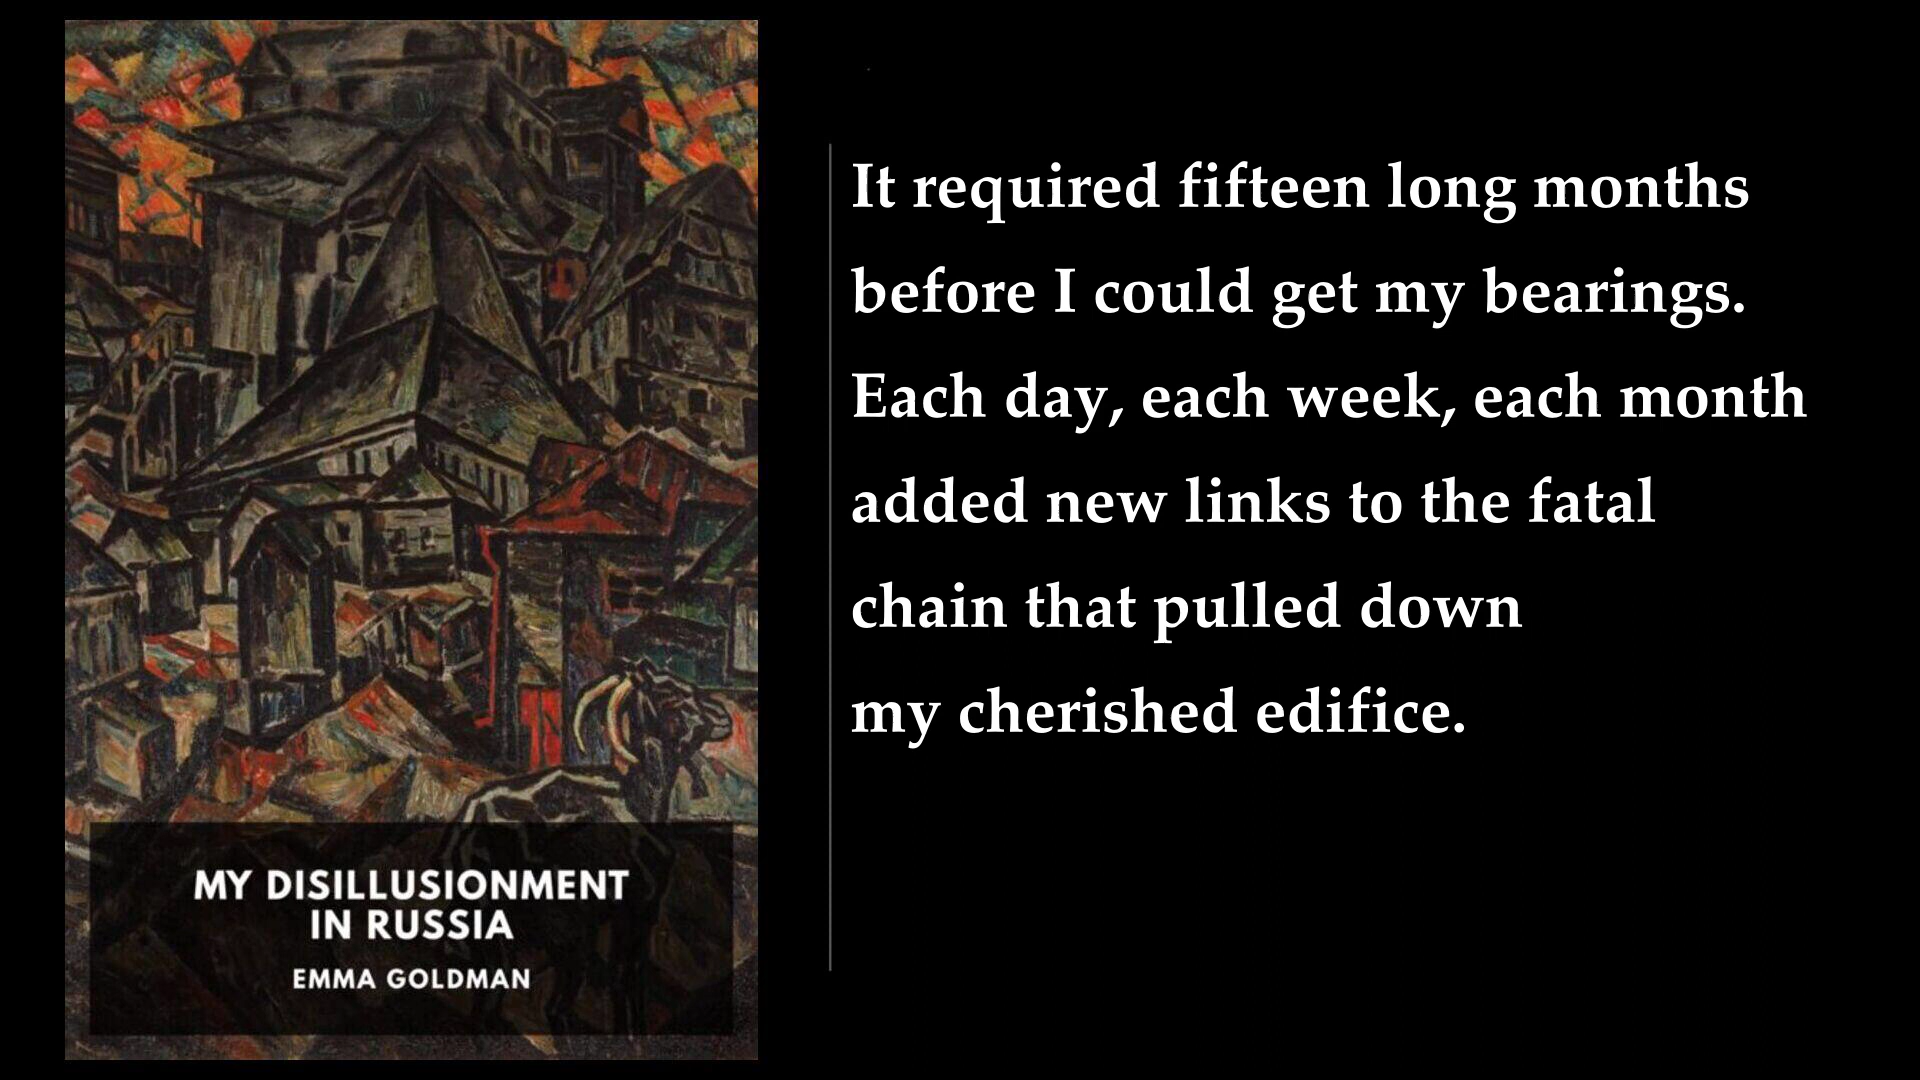 MY DISILLUSIONMENT
IN RUSSIA
EMMA GOLDMAN
It required fifteen long months
before I could get my bearings.
Each day, each week, each month
added new links to the fatal
chain that pulled down
my cherished edifice.